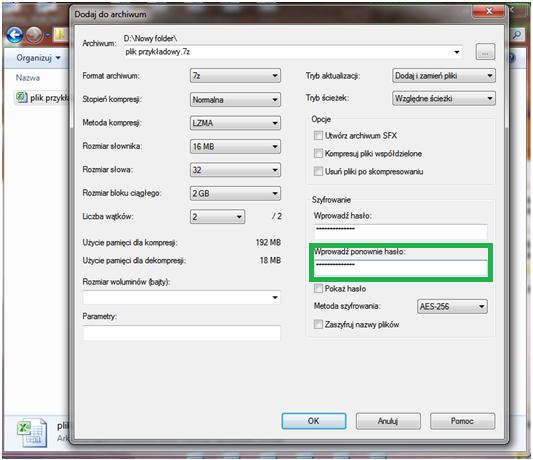 Dodaj do archiwum
Organizuj
Nazwa
plik przykła
Archiwum:
D:\Nowy folder\
plik przykładowy.7z
...
Format archiwum:
7z
Stopień kompresji:
Normalna
Metoda kompresji:
LZMA
Rozmiar słownika:
16 MB
Rozmiar słowa:
32
Rozmiar bloku ciągłego:
2 GB
Liczba wątków:
2
/ 2
Użycie pamięci dla kompresji:
192 MB
Użycie pamięci dla dekompresji:
18 MB
Rozmiar woluminów (bajty):
Parametry:
Tryb aktualizacji:
Dodaj i zamień pliki
Tryb ścieżek:
Względne ścieżki
Opcje
Utwórz archiwum SFX
Kompresuj pliki współdzielone
Usuń pliki po skompresowaniu
Szyfrowanie
Wprowadź hasło:
**************
Wprowadź ponownie hasło:
**************
Pokaż hasło
Metoda szyfrowania:
AES-256
Zaszyfruj nazwy plików
OK
Anuluj
Pomoc
pli
Ark